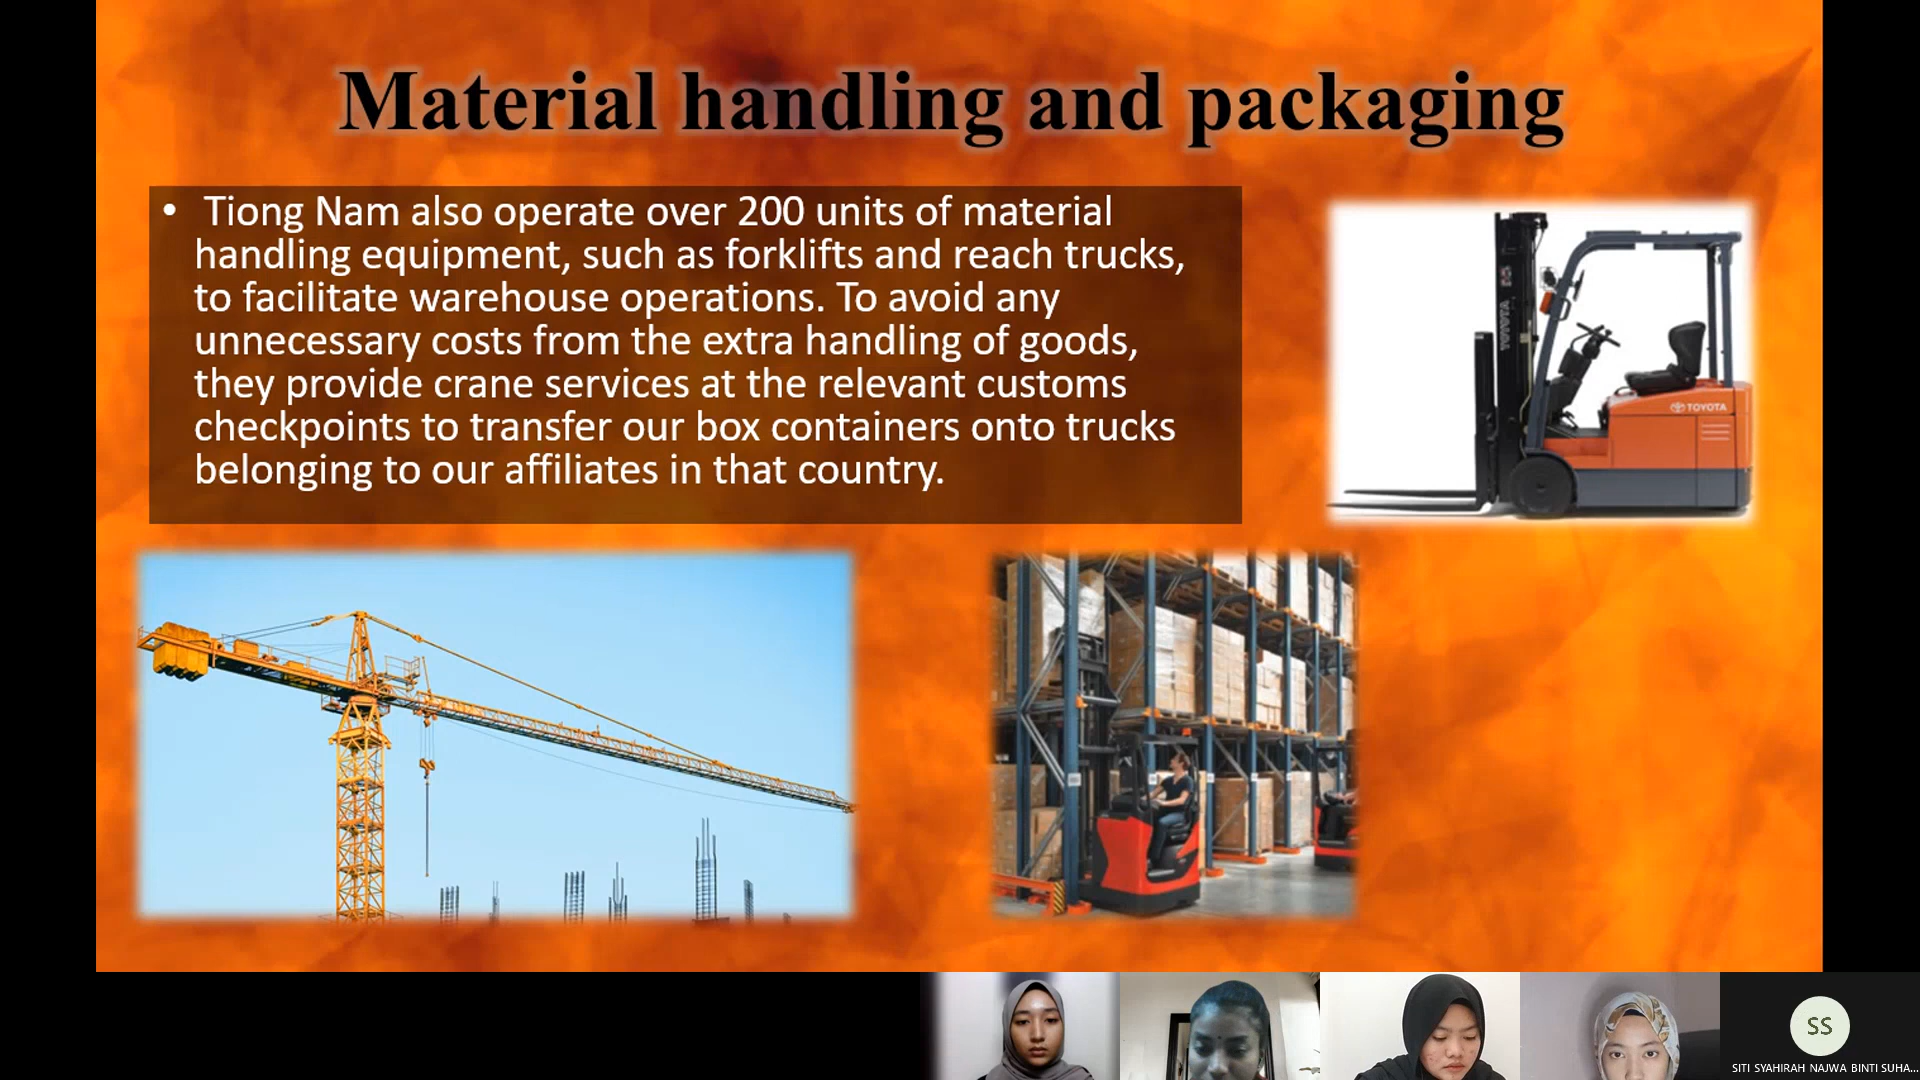 Material handling and packaging
• Tiong Nam also operate over 200 units of material
handling equipment, such as forklifts and reach trucks,
to facilitate warehouse operations. To avoid any
unnecessary costs from the extra handling of goods,
they provide crane services at the relevant customs
checkpoints to transfer our box containers onto trucks
belonging to our affiliates in that country.
TOYOTA
TOYOTA
SS
SITI SYAHIRAH NAJWA BINTI SUHA...